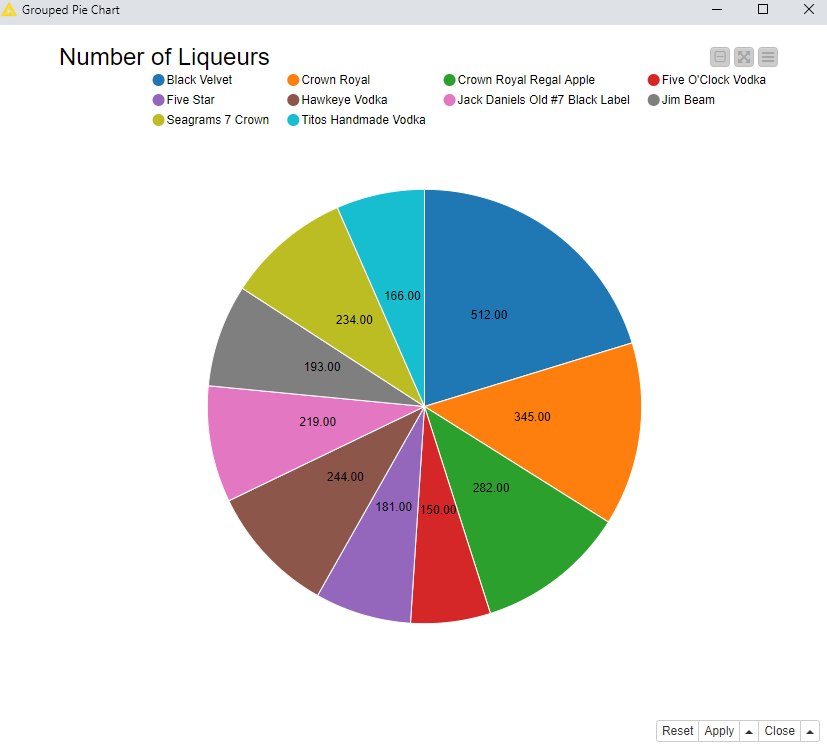 Grouped Pie Chart
Number of Liqueurs
Black Velvet Crown Royal Crown Royal Regal Apple Five O'Clock Vodka
Five Star Hawkeye Vodka Jack Daniels Old #7 Black Label Jim Beam
Seagrams 7 Crown Titos Handmade Vodka
166.00
512.00
234.00
193.00
345.00
219.00
244.00
282.00
181.00
150.00
Reset Apply Close